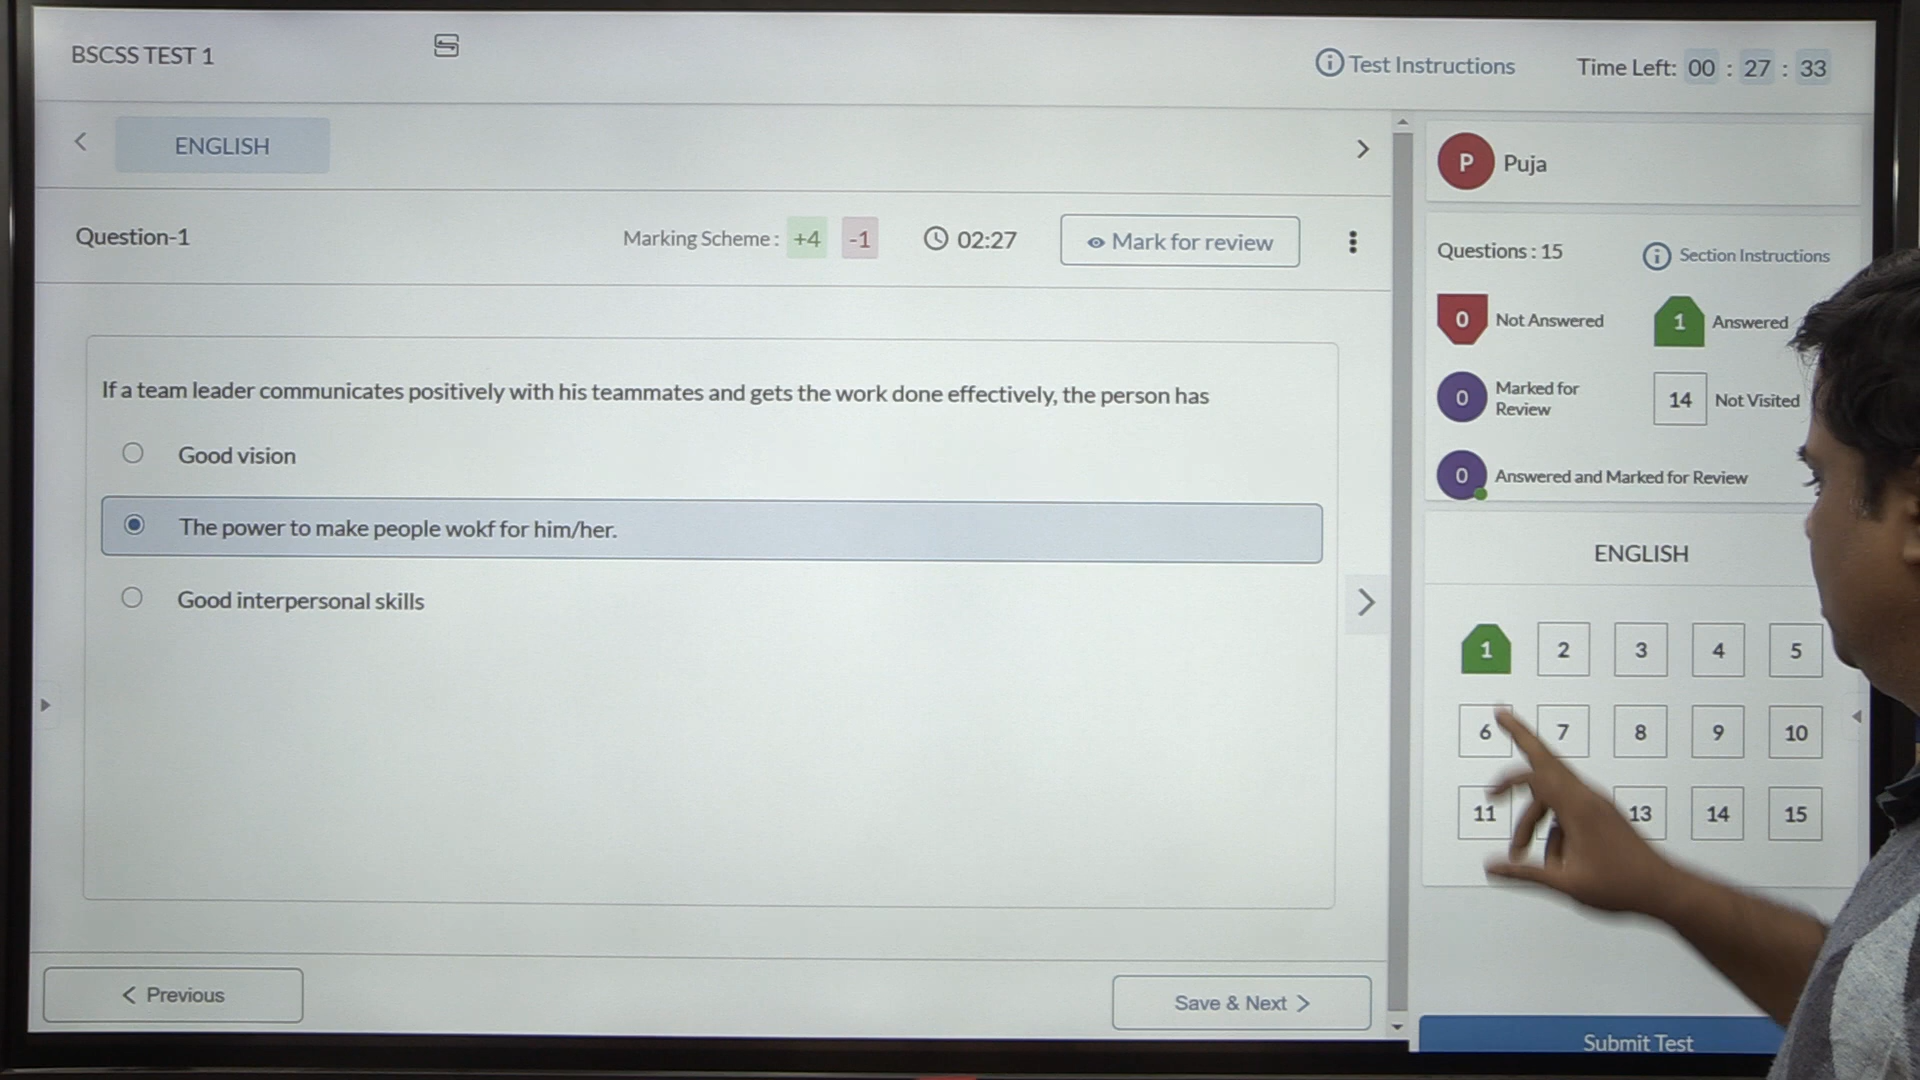 BSCSS TEST 1
Test Instructions
Time Left: 00 : 27 : 33
ENGLISH
P Puja
Question-1
Marking Scheme : +4 -1
02:27
Mark for review
Questions : 15
Section Instructions
0 Not Answered
1 Answered
0 Marked for
Review
14 Not Visited
0 Answered and Marked for Review
If a team leader communicates positively with his teammates and gets the work done effectively, the person has
Good vision
The power to make people wokf for him/her.
Good interpersonal skills
ENGLISH
1 2 3 4 5
6 7 8 9 10
11 13 14 15
Previous
Save & Next
Submit Test